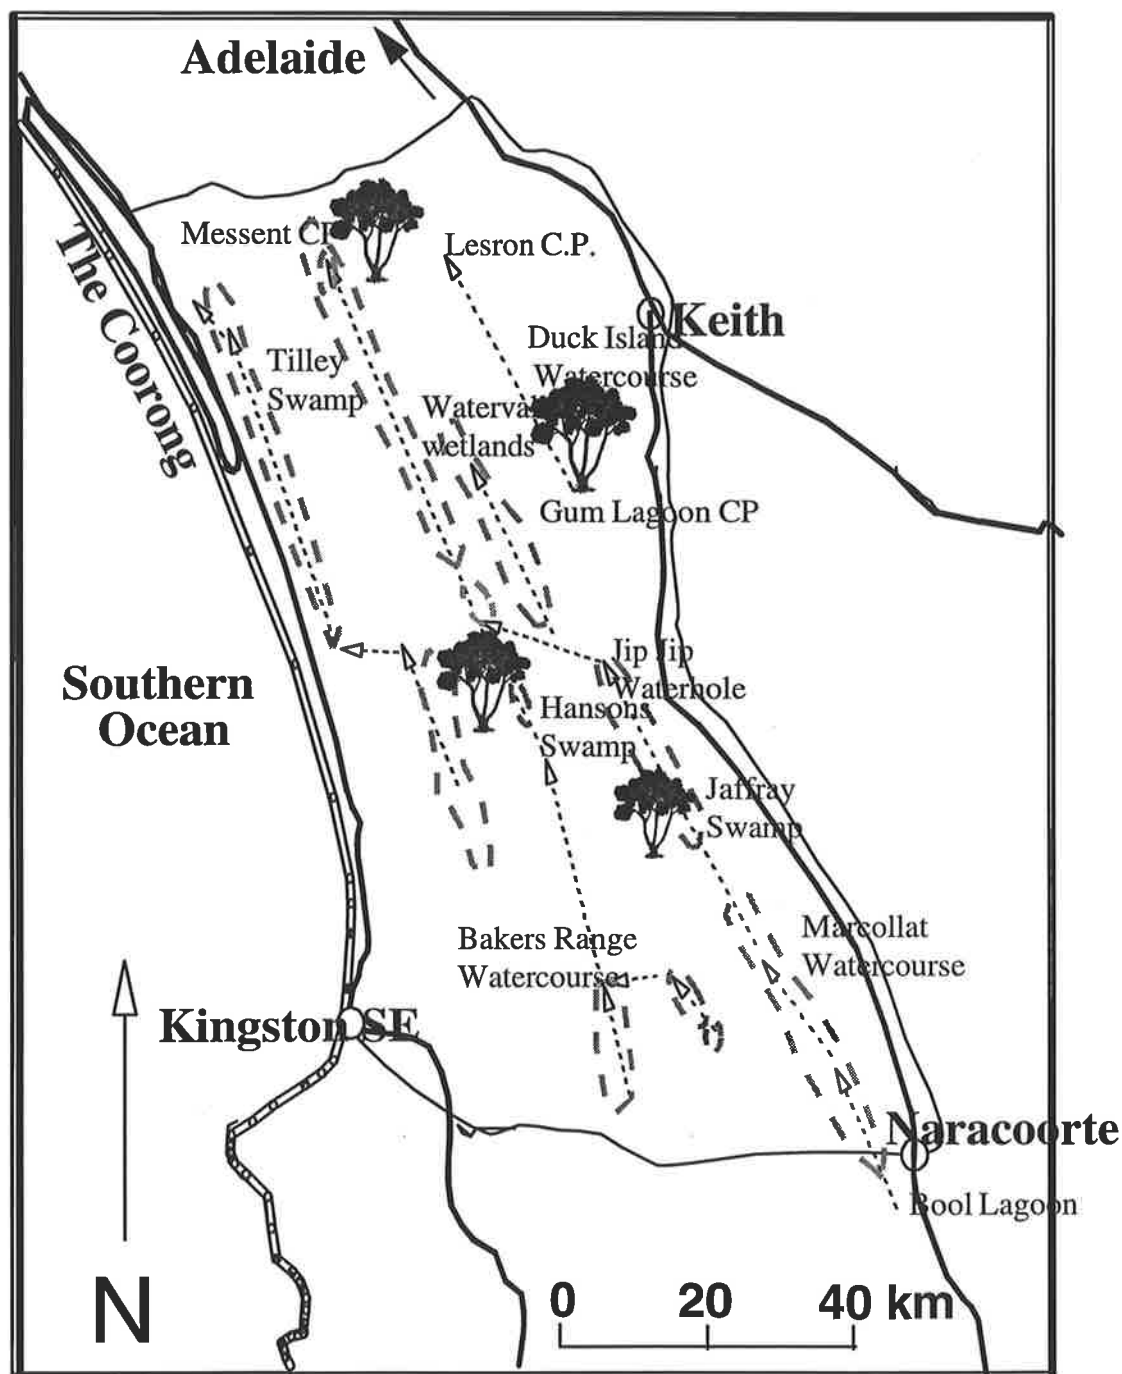 Adelaide
Messent CP
Lesron C.P.
The Coorong
Keith
Duck Island
Watercourse
Tilley
Swamp
Waterval
wetlands
Gum Lagoon CP
Southern
Ocean
Jip Jip
Waterhole
Hansons
Swamp
Jaffray
Swamp
Bakers Range
Watercourse
Marcollat
Watercourse
Kingston SE
Naracoorte
Bool Lagoon
N
0 20 40 km